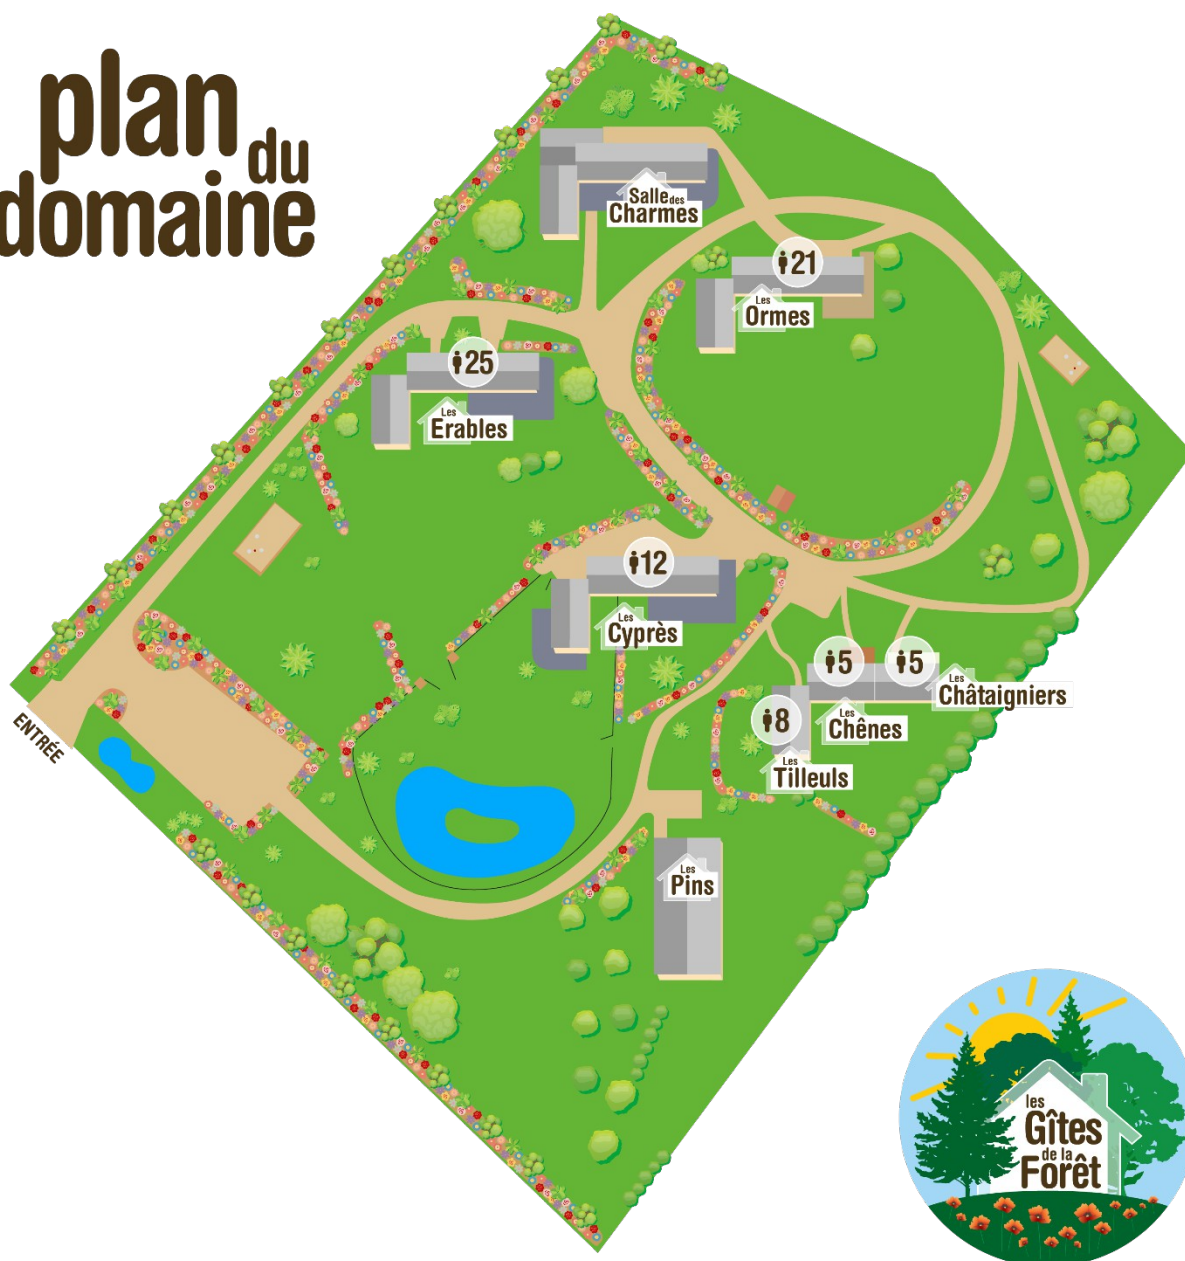 plan du
domaine
Salle des
Charmes
21
Les
Ormes
25
Les
Erables
12
Les
Cyprès
5
5
Les
Châtaigniers
8
Les
Chênes
Les
Tilleuls
ENTRÉE
Les
Pins
les
Gîtes
de la
Forêt